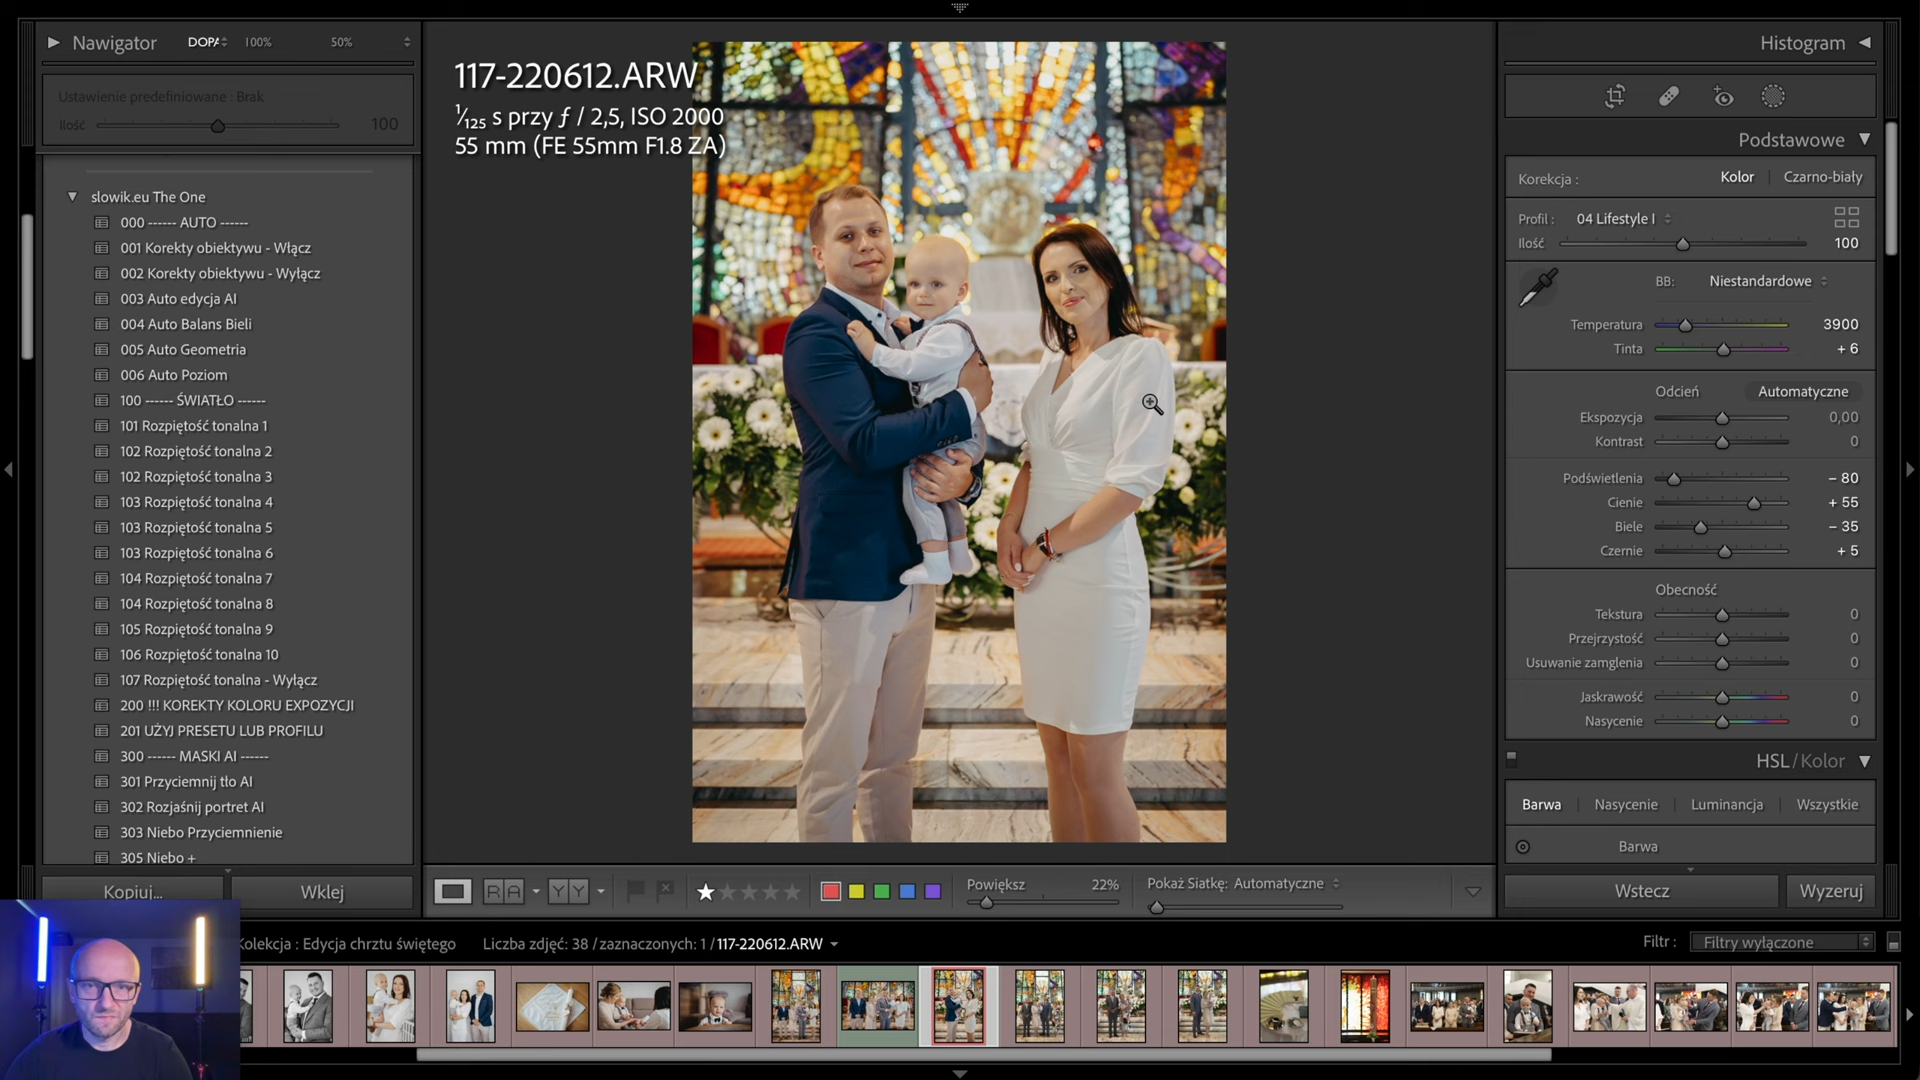 Nawigator DOPA 100% 50%
Ustawienie predefiniowane : Brak
Ilość 100
slowik.eu The One
000 ------ AUTO ------
001 Korekty obiektywu - Włącz
002 Korekty obiektywu - Wyłącz
003 Auto edycja AI
004 Auto Balans Bieli
005 Auto Geometria
006 Auto Poziom
100 ------ ŚWIATŁO ------
101 Rozpiętość tonalna 1
102 Rozpiętość tonalna 2
102 Rozpiętość tonalna 3
103 Rozpiętość tonalna 4
103 Rozpiętość tonalna 5
103 Rozpiętość tonalna 6
104 Rozpiętość tonalna 7
104 Rozpiętość tonalna 8
105 Rozpiętość tonalna 9
106 Rozpiętość tonalna 10
107 Rozpiętość tonalna - Wyłącz
200 !!! KOREKTY KOLORU EXPOZYCJI
201 UŻYJ PRESETU LUB PROFILU
300 ------ MASKI AI ------
301 Przyciemnij tło AI
302 Rozjaśnij portret AI
303 Niebo Przyciemnienie
305 Niebo +
Kopiuj... Wklej
117-220612.ARW
1/125 s przy ƒ / 2,5, ISO 2000
55 mm (FE 55mm F1.8 ZA)
R A Y Y
Powiększ 22%
Pokaż Siatkę: Automatyczne
Histogram
Podstawowe
Korekcja : Kolor Czarno-biały
Profil : 04 Lifestyle I
Ilość 100
BB: Niestandardowe
Temperatura 3900
Tinta + 6
Odcień Automatyczne
Ekspozycja 0,00
Kontrast 0
Podświetlenia – 80
Cienie + 55
Biele – 35
Czernie + 5
Obecność
Tekstura 0
Przejrzystość 0
Usuwanie zamglenia 0
Jaskrawość 0
Nasycenie 0
HSL / Kolor
Barwa Nasycenie Luminancja Wszystkie
Barwa
Wstecz Wyzeruj
Kolekcja : Edycja chrztu świętego Liczba zdjęć: 38 / zaznaczonych: 1 / 117-220612.ARW
Filtr : Filtry wyłączone